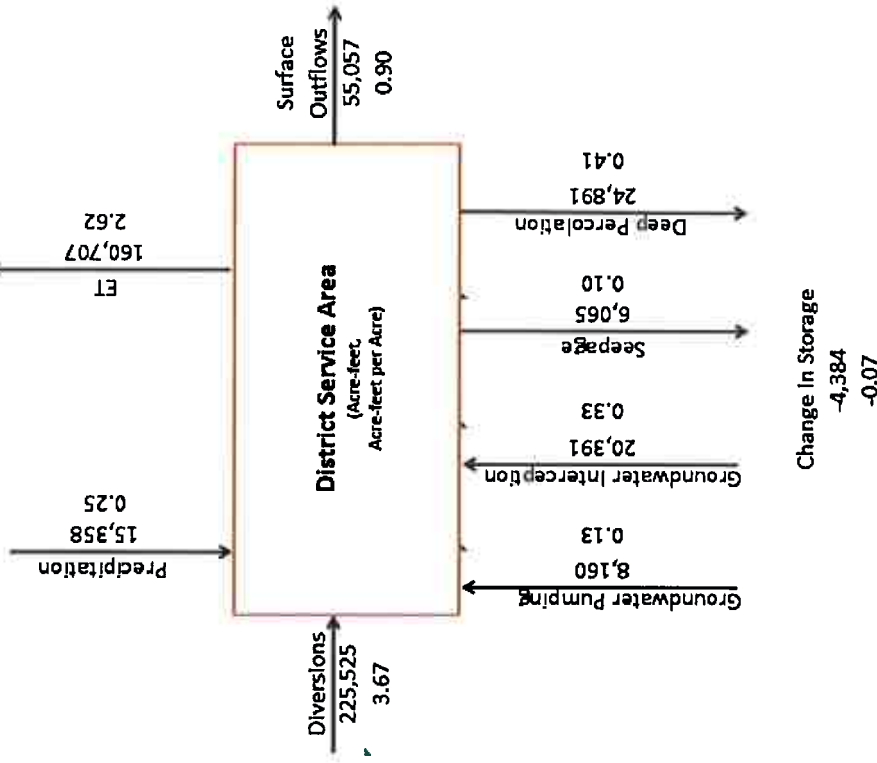 Surface
Outflows
55,057
0.90
ET
160,707
2.62
Precipitation
15,358
0.25
District Service Area
(Acre-feet,
Acre-feet per Acre)
Diversions
225,525
3.67
Deep Percolation
24,891
0.41
Seepage
6,065
0.10
Groundwater Interception
20,391
0.33
Groundwater Pumping
8,160
0.13
Change In Storage
-4,384
-0.07